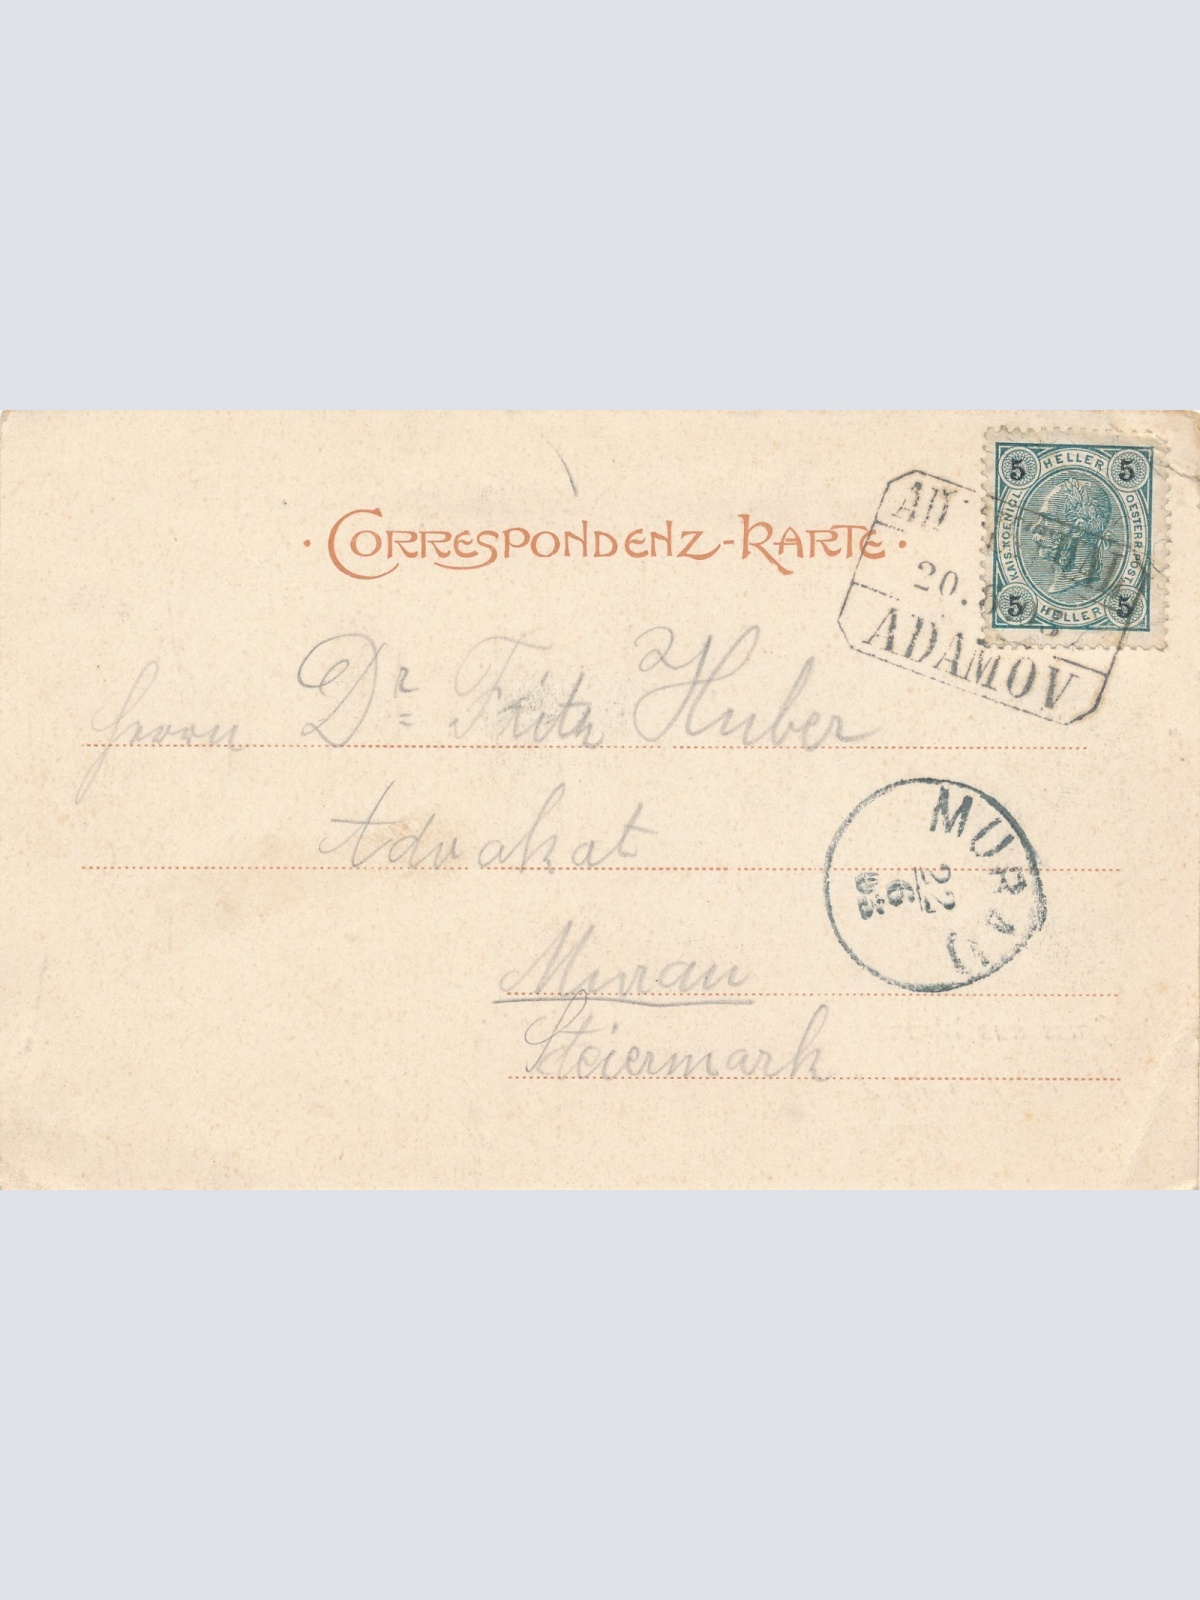 · CORRESPONDENZ-KARTE ·
5 HELLER 5
KAIS. KOENIGL. OESTERR. POST
5 HELLER 5
20.
ADAMOV
Herrn Dr. Fritz Huber
Advokat
MURAU
22
6
Murau
Steiermark